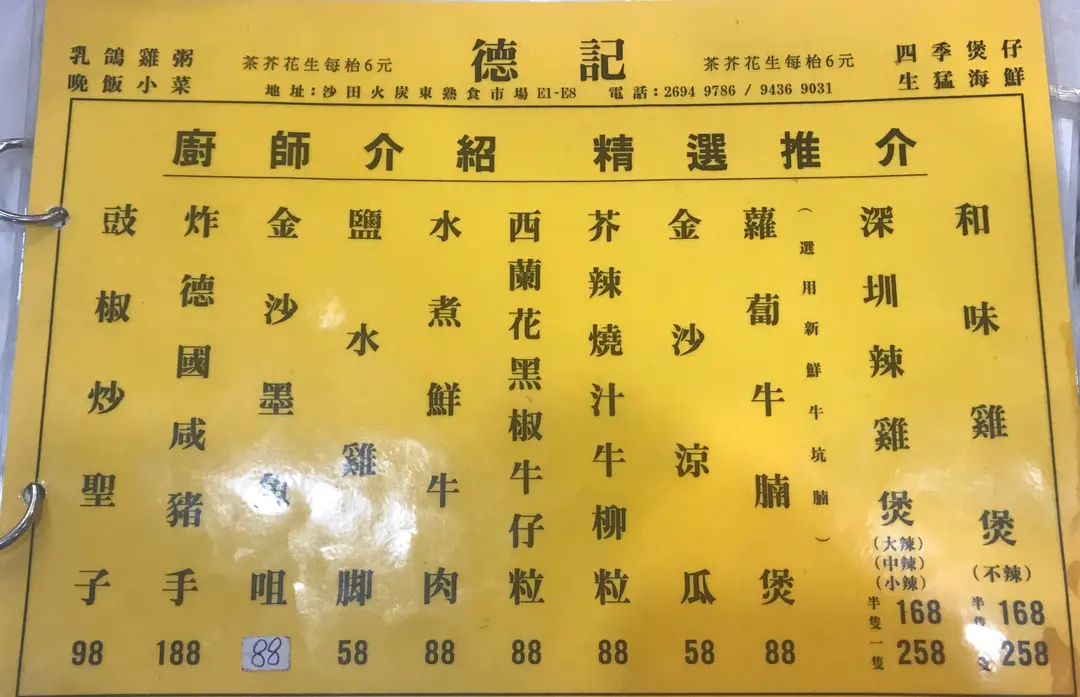 乳鴿雞粥
晚飯小菜
茶芥花生每枱6元
德記
茶芥花生每枱6元
四季煲仔
生猛海鮮
地址：沙田火炭東熟食市場E1-E8 電話：2694 9786 / 9436 9031
廚師介紹 精選推介
和味雞煲
（不辣）
半隻 168
一隻 258
深圳辣雞煲
（大辣）
（中辣）
（小辣）
半隻 168
一隻 258
（選用新鮮牛坑腩）
蘿蔔牛腩煲
88
金沙涼瓜
58
芥辣燒汁牛柳粒
88
西蘭花黑椒牛仔粒
88
水煮鮮牛肉
88
鹽水雞腳
58
金沙墨魚咀
88
炸德國咸豬手
188
豉椒炒聖子
98